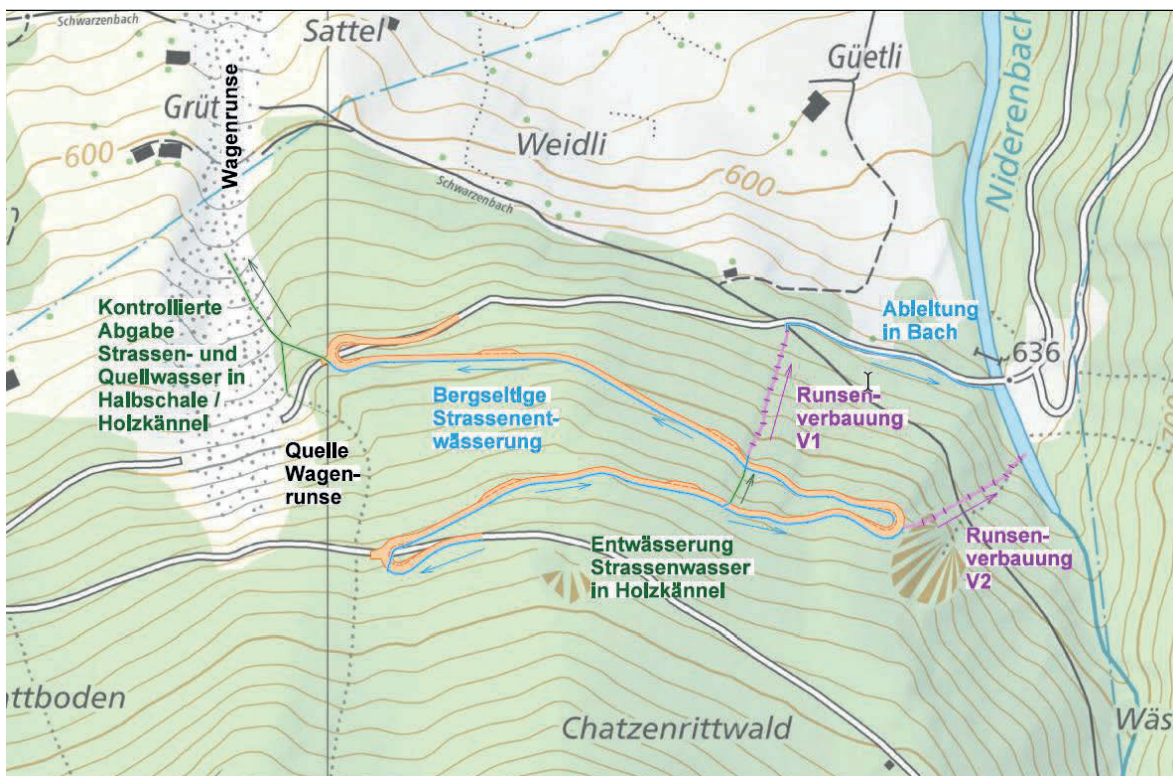 Schwarzenbach
Sattel
Güetli
Grüt
Wagenrunse
600
Weidli
600
Schwarzenbach
Niderenbach
Kontrollierte
Abgabe
Strassen- und
Quellwasser in
Halbschale /
Holzkännel
Ableitung
in Bach
636
Bergseitige
Strassenent-
wässerung
Runsen-
verbauung
V1
Quelle
Wagen-
runse
Entwässerung
Strassenwasser
in Holzkännel
Runsen-
verbauung
V2
attboden
Chatzenrittwald
Wäs